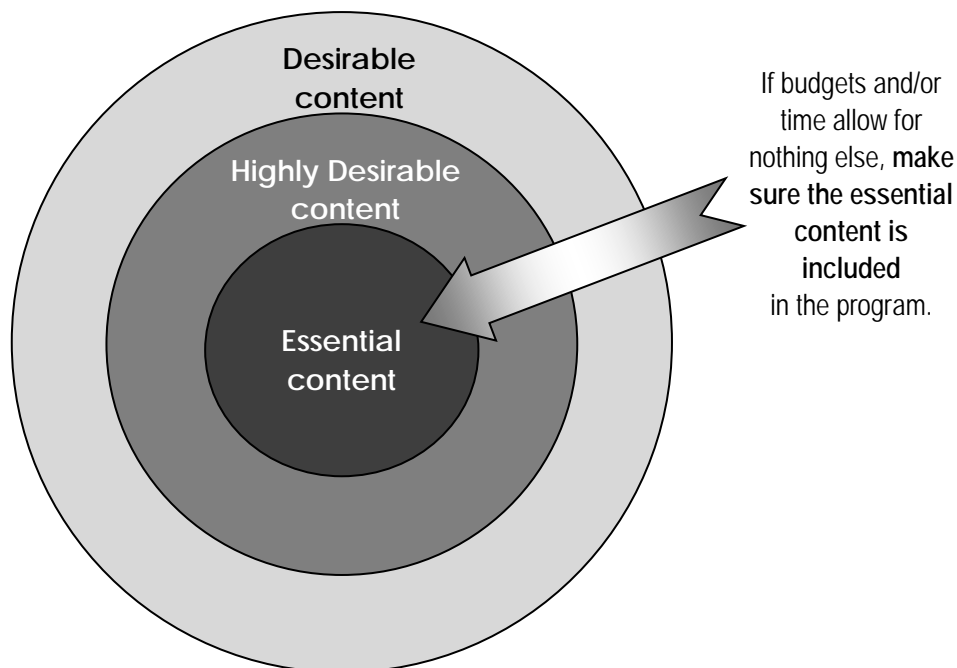 Desirable
content
Highly Desirable
content
Essential
content
If budgets and/or
time allow for
nothing else, make
sure the essential
content is
included
in the program.